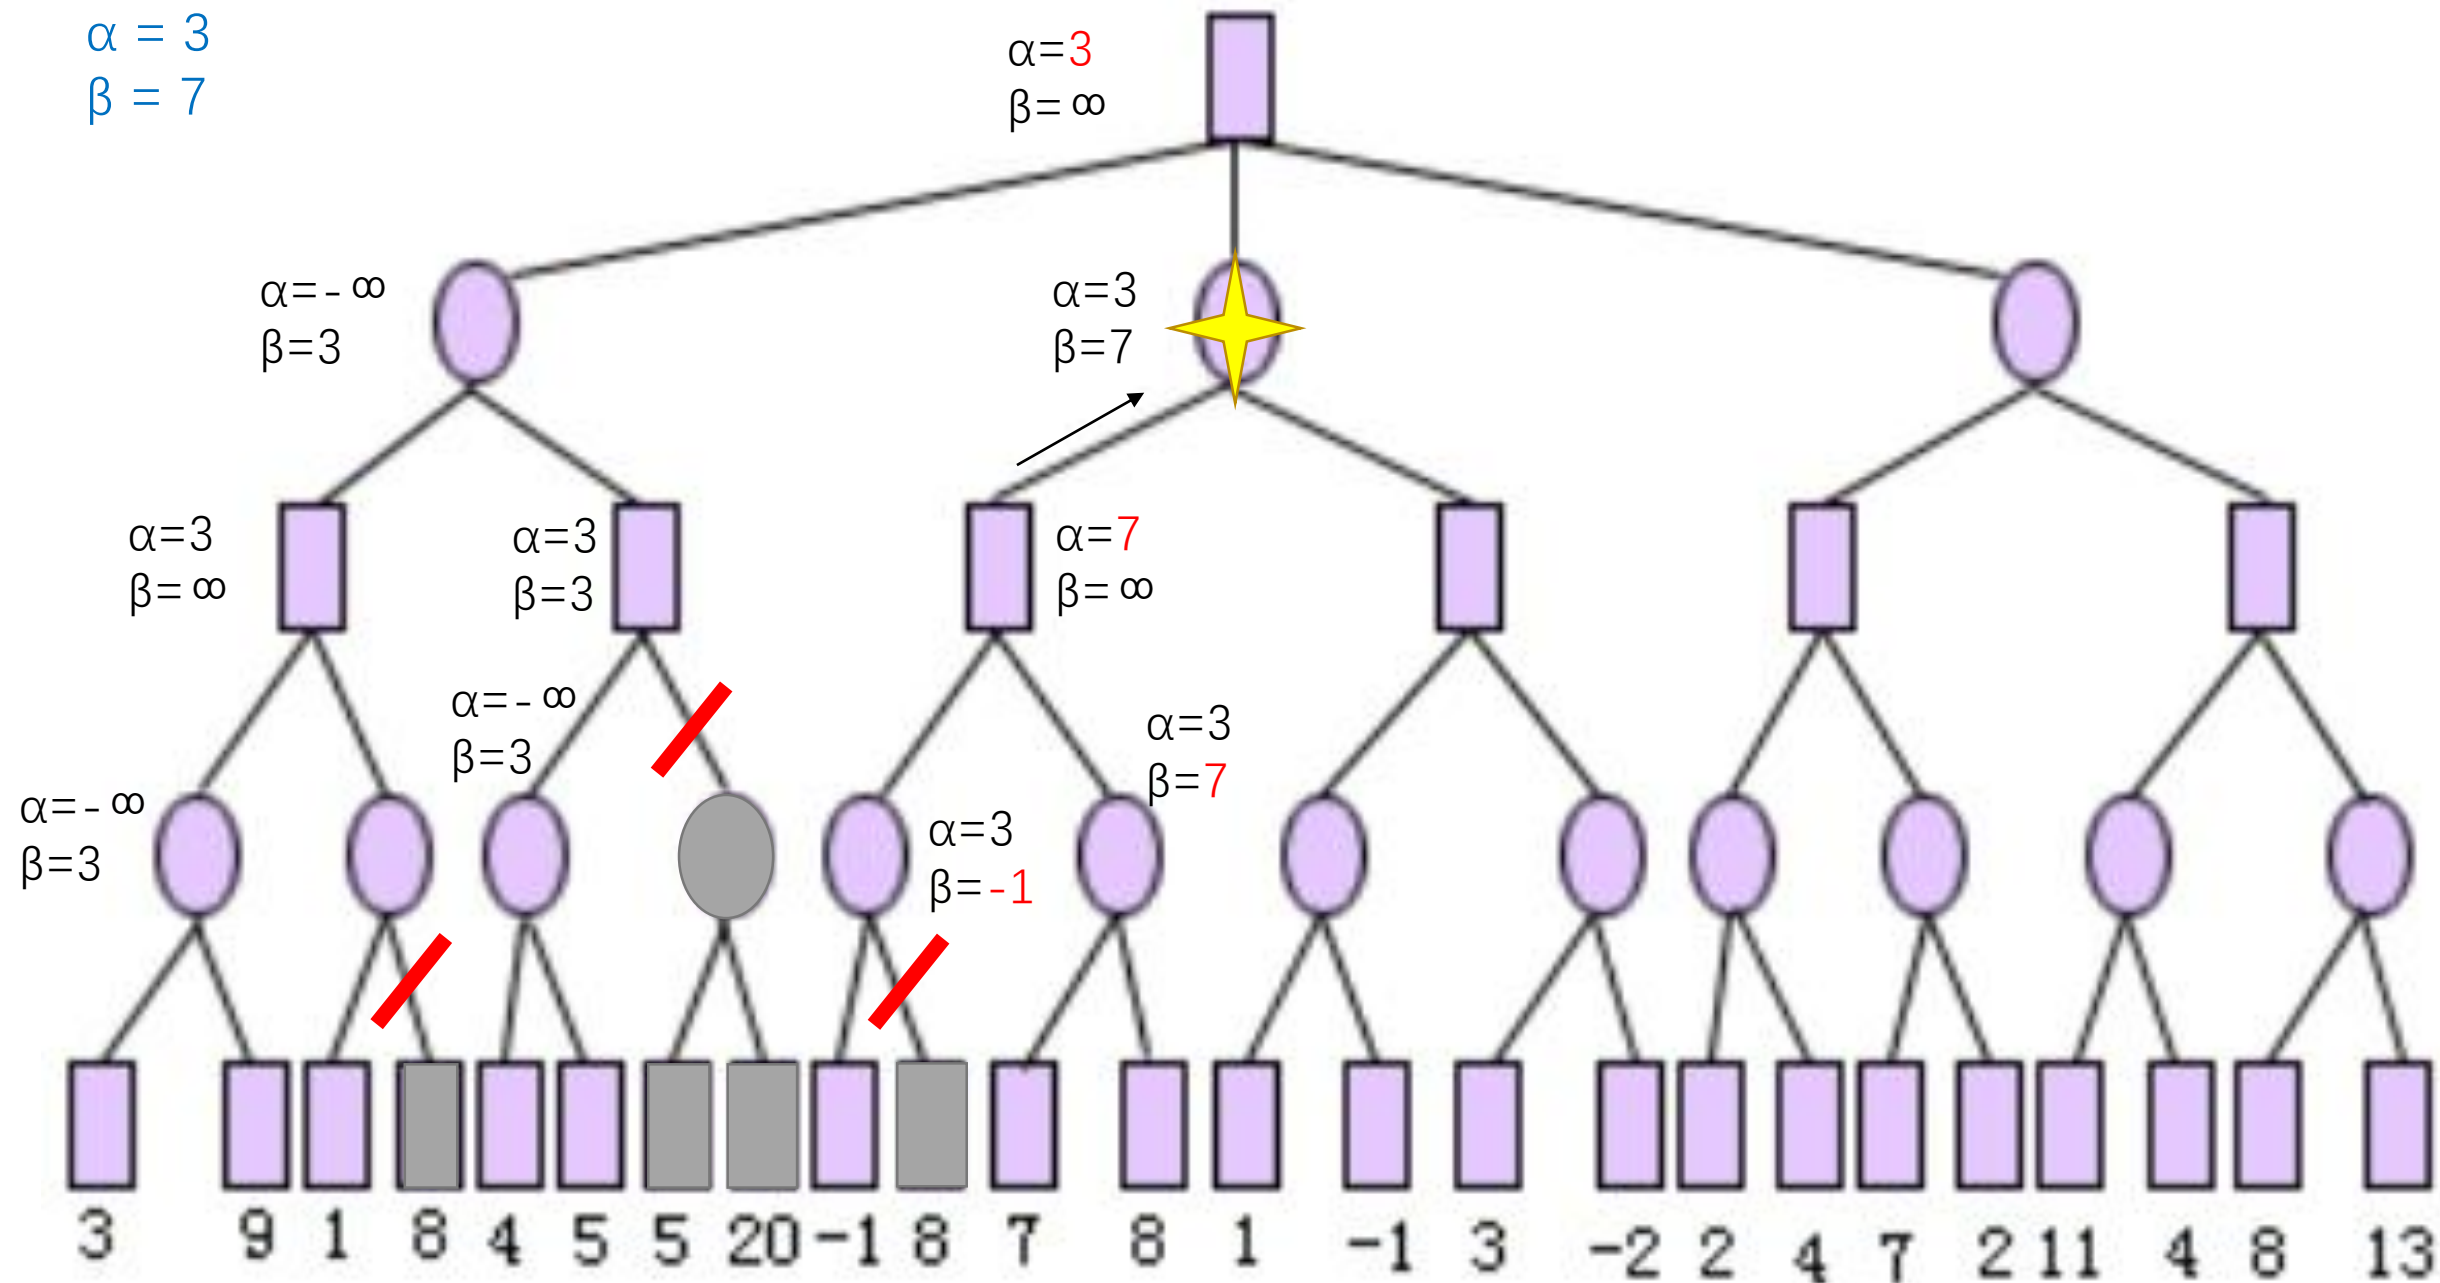 α = 3
β = 7
α=3
β=∞
α=-∞
β=3
α=3
β=7
α=3
β=∞
α=3
β=3
α=7
β=∞
α=-∞
β=3
α=3
β=7
α=-∞
β=3
α=3
β=-1
3 9 1 8 4 5 5 20 -1 8 7 8 1 -1 3 -2 2 4 7 2 11 4 8 13